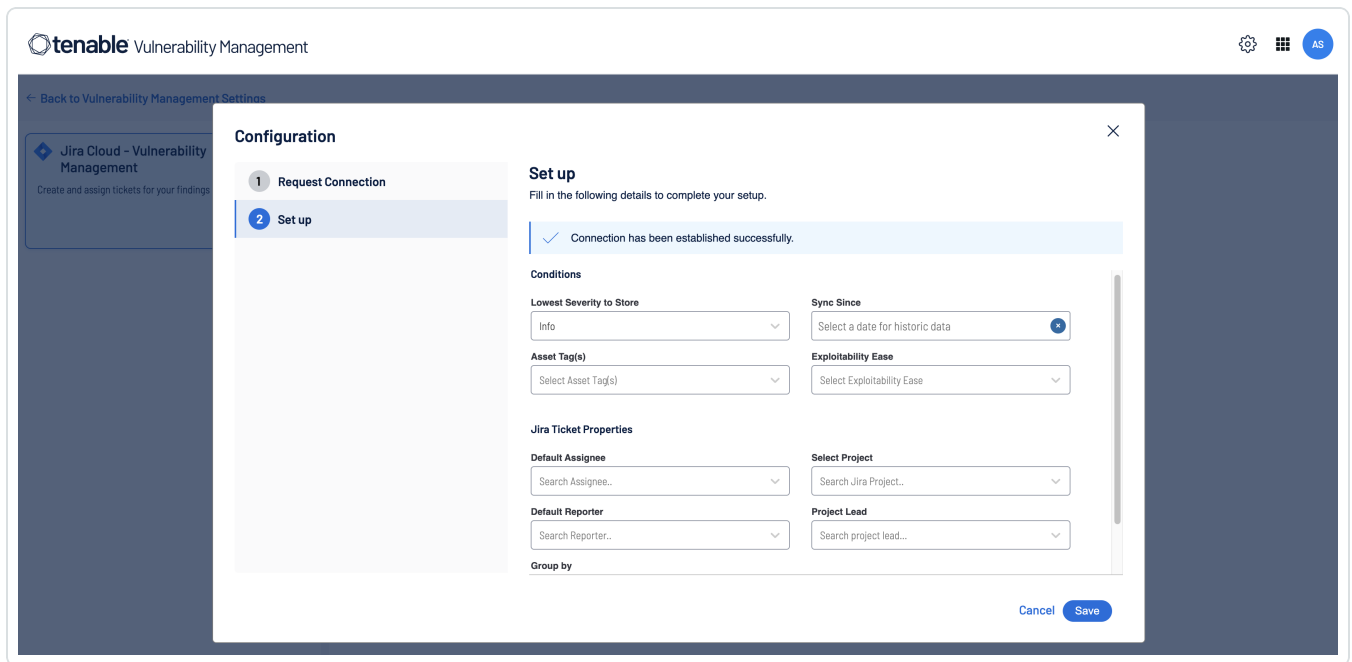 tenable Vulnerability Management
AS
← Back to Vulnerability Management Settings
Jira Cloud - Vulnerability
Management
Create and assign tickets for your findings
Configuration
1 Request Connection
2 Set up
Set up
Fill in the following details to complete your setup.
Connection has been established successfully.
Conditions
Lowest Severity to Store
Sync Since
Info
Select a date for historic data
Asset Tag(s)
Exploitability Ease
Select Asset Tag(s)
Select Exploitability Ease
Jira Ticket Properties
Default Assignee
Select Project
Search Assignee..
Search Jira Project..
Default Reporter
Project Lead
Search Reporter..
Search project lead...
Group by
Cancel Save